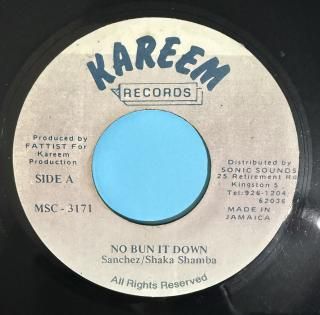 KAREEM
RECORDS
Produced by
FATTIST For
Kareem
Production
SIDE A
MSC - 3171
Distributed by
SONIC SOUNDS
25 Retirement Rd
Kingston 5
Tel: 926-1204
62036
MADE IN
JAMAICA
NO BUN IT DOWN
Sanchez/Shaka Shamba
All Rights Reserved